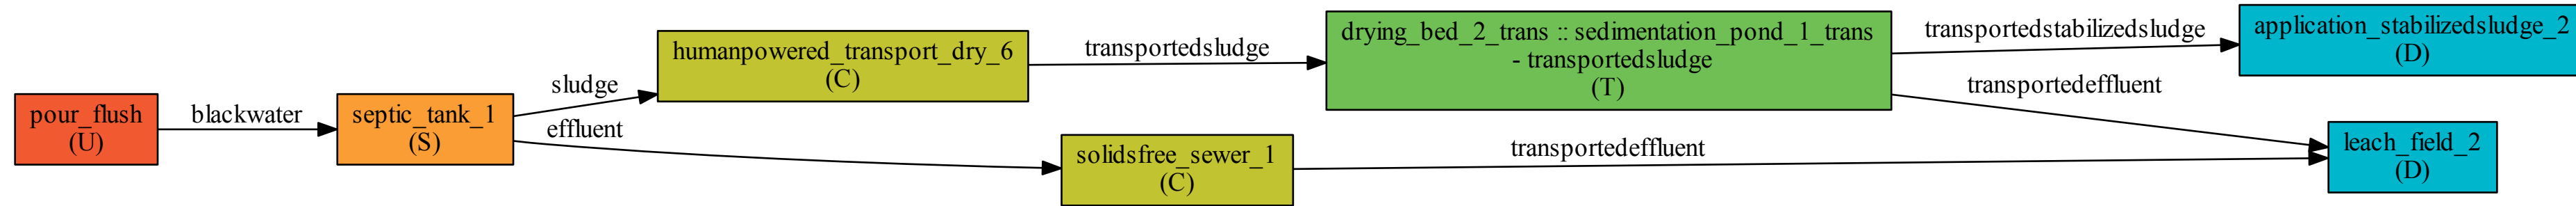 pour_flush
(U)
blackwater
septic_tank_1
(S)
sludge
effluent
humanpowered_transport_dry_6
(C)
transportedsludge
solidsfree_sewer_1
(C)
transportedeffluent
drying_bed_2_trans :: sedimentation_pond_1_trans
- transportedsludge
(T)
transportedstabilizedsludge
transportedeffluent
application_stabilizedsludge_2
(D)
leach_field_2
(D)